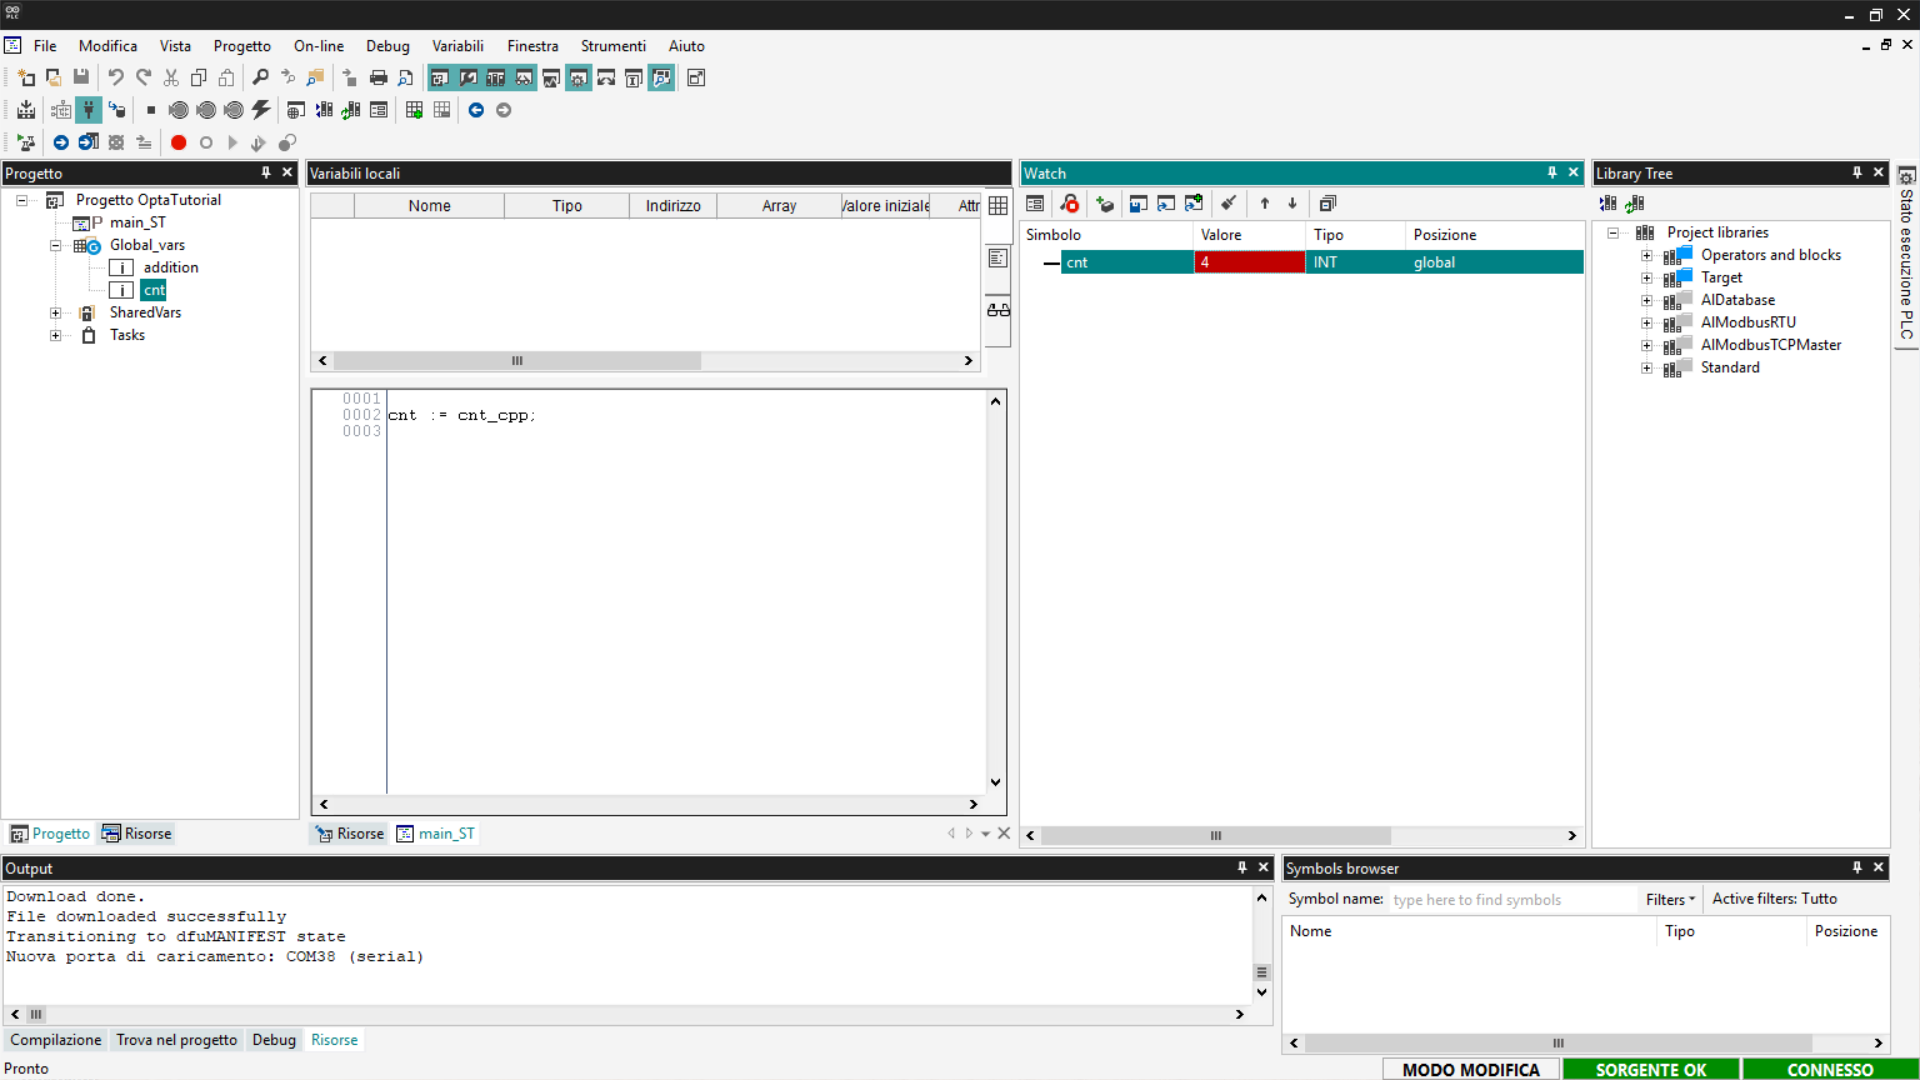 PLC
File Modifica Vista Progetto On-line Debug Variabili Finestra Strumenti Aiuto
Progetto
Progetto OptaTutorial
main_ST
Global_vars
addition
cnt
SharedVars
Tasks
Progetto Risorse
Variabili locali
Nome Tipo Indirizzo Array Valore iniziale Attr
0001
0002 cnt := cnt_cpp;
0003
Risorse main_ST
Watch
Simbolo Valore Tipo Posizione
cnt 4 INT global
Library Tree
Project libraries
Operators and blocks
Target
AIDatabase
AIModbusRTU
AIModbusTCPMaster
Standard
Stato esecuzione PLC
Output
Download done.
File downloaded successfully
Transitioning to dfuMANIFEST state
Nuova porta di caricamento: COM38 (serial)
Compilazione Trova nel progetto Debug Risorse
Symbols browser
Symbol name: type here to find symbols Filters Active filters: Tutto
Nome Tipo Posizione
Pronto MODO MODIFICA SORGENTE OK CONNESSO